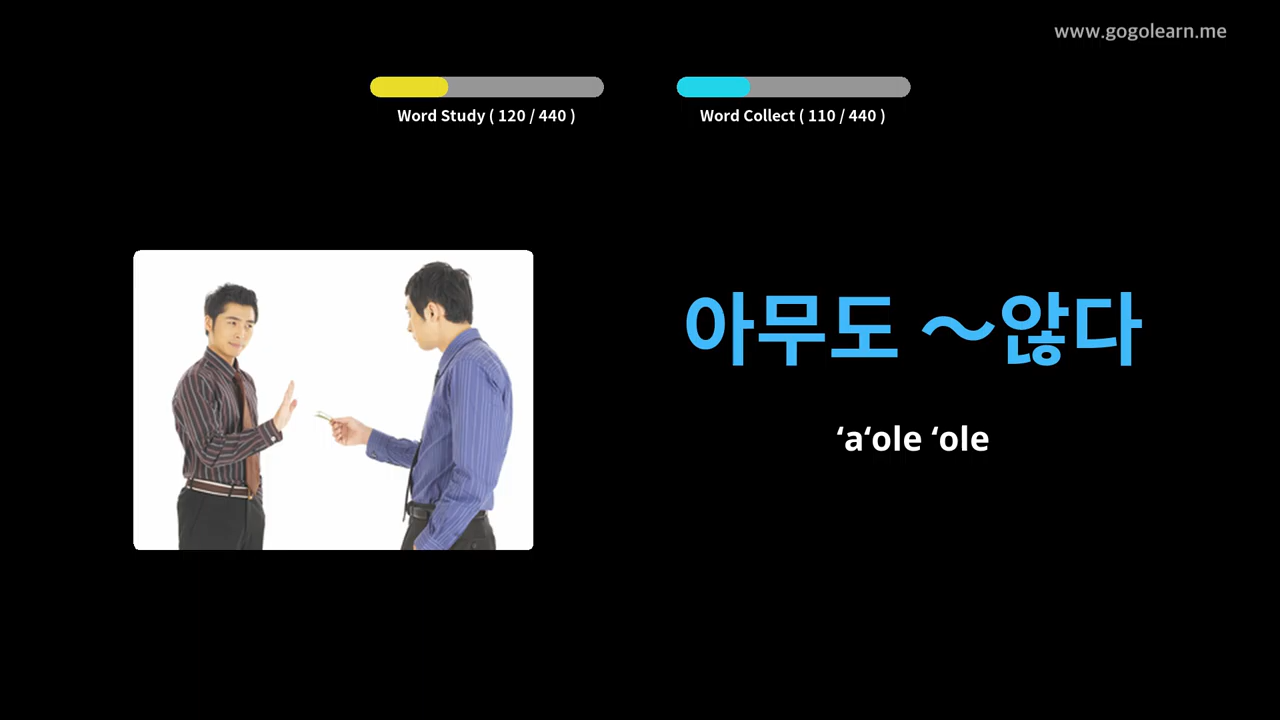 www.gogolearn.me
Word Study ( 120 / 440 )
Word Collect ( 110 / 440 )
아무도 ~않다
ʻaʻole ʻole